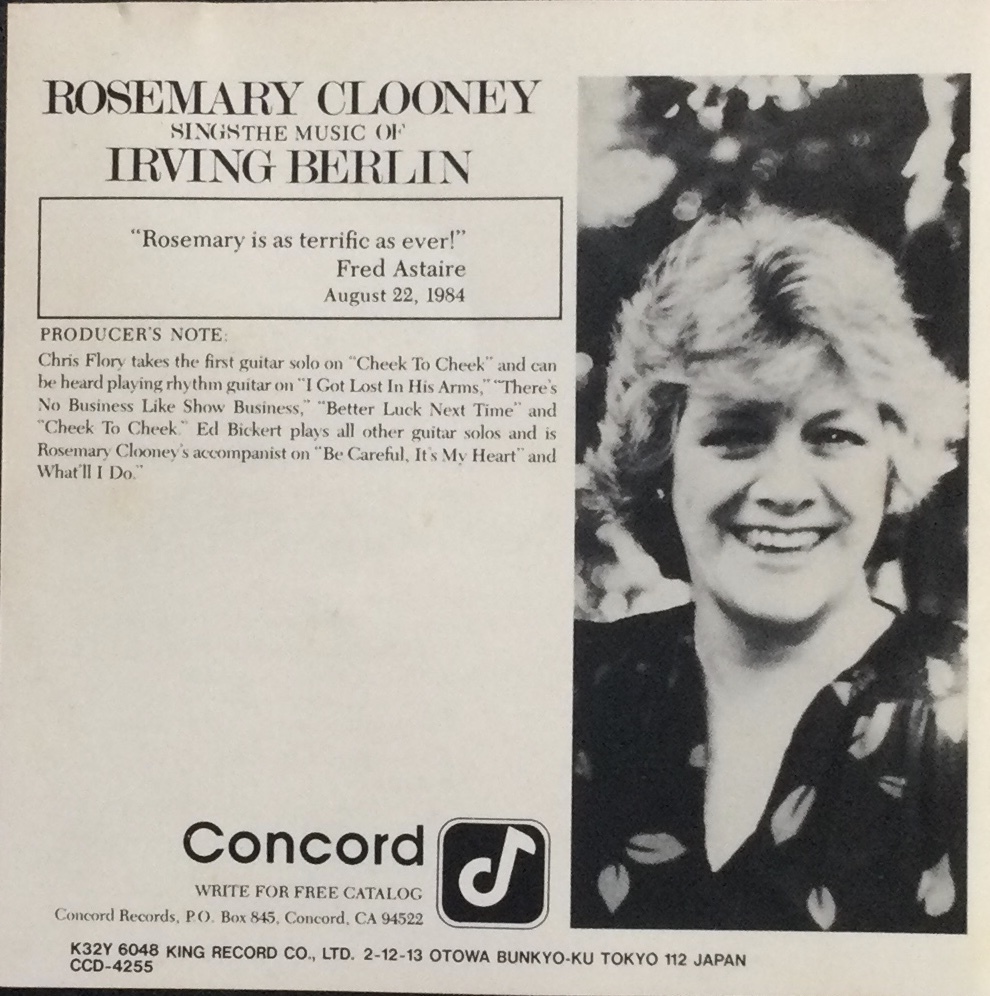 ROSEMARY CLOONEY
SINGS THE MUSIC OF
IRVING BERLIN
“Rosemary is as terrific as ever!”
Fred Astaire
August 22, 1984
PRODUCER'S NOTE:
Chris Flory takes the first guitar solo on “Cheek To Cheek” and can
be heard playing rhythm guitar on “I Got Lost In His Arms,” “There's
No Business Like Show Business,” “Better Luck Next Time” and
“Cheek To Cheek.” Ed Bickert plays all other guitar solos and is
Rosemary Clooney's accompanist on “Be Careful, It's My Heart” and
What'll I Do.”
Concord
WRITE FOR FREE CATALOG
Concord Records, P.O. Box 845, Concord, CA 94522
K32Y 6048 KING RECORD CO., LTD. 2-12-13 OTOWA BUNKYO-KU TOKYO 112 JAPAN
CCD-4255